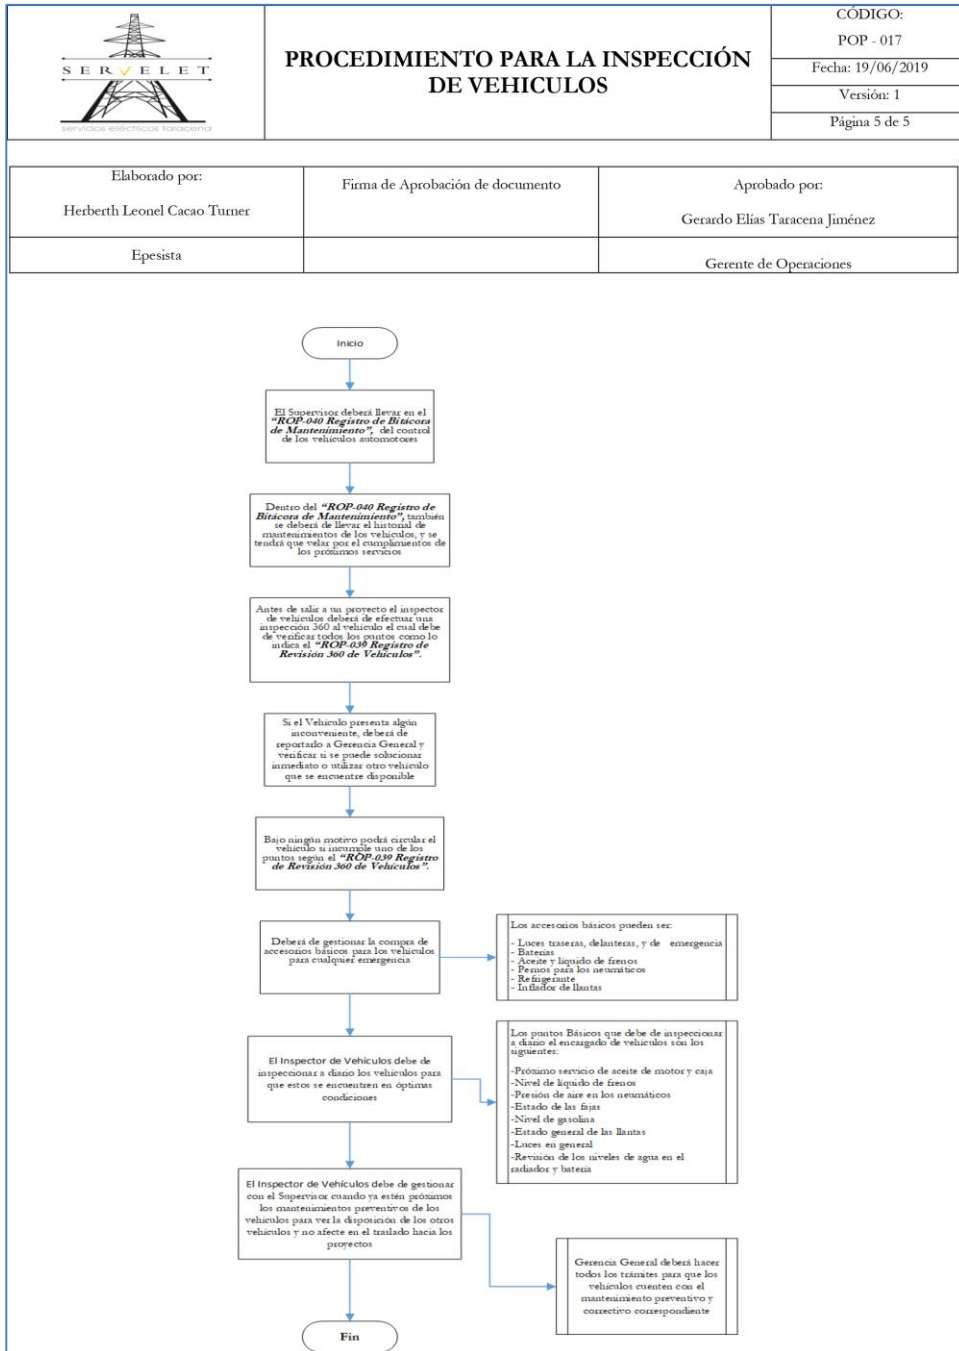 SERVELET
servicios eléctricos taracena
PROCEDIMIENTO PARA LA INSPECCIÓN
DE VEHICULOS
CÓDIGO:
POP - 017
Fecha: 19/06/2019
Versión: 1
Página 5 de 5
Elaborado por:
Herberth Leonel Cacao Turner
Firma de Aprobación de documento
Aprobado por:
Gerardo Elías Taracena Jiménez
Epesista
Gerente de Operaciones
Inicio
El Supervisor deberá llevar en el
“ROP-040 Registro de Bitácora
de Mantenimiento”, del control
de los vehículos automotores
Dentro del “ROP-040 Registro de
Bitácora de Mantenimiento”, también
se deberá de llevar el historial de
mantenimientos de los vehículos, y se
tendrá que velar por el cumplimientos de
los próximos servicios
Antes de salir a un proyecto el inspector
de vehículos deberá de efectuar una
inspección 360 al vehículo el cual debe
de verificar todos los puntos como lo
indica el “ROP-039 Registro de
Revisión 360 de Vehículos”.
Si el Vehículo presenta algún
inconveniente, deberá de
reportarlo a Gerencia General y
verificar si se puede solucionar
inmediato o utilizar otro vehículo
que se encuentre disponible
Bajo ningún motivo podrá circular el
vehículo si incumple uno de los
puntos según el “ROP-039 Registro
de Revisión 360 de Vehículos”.
Deberá de gestionar la compra de
accesorios básicos para los vehículos
para cualquier emergencia
Los accesorios básicos pueden ser:
- Luces traseras, delanteras, y de emergencia
- Baterías
- Aceite y líquido de frenos
- Pernos para los neumáticos
- Refrigerante
- Inflador de llantas
El Inspector de Vehículos debe de
inspeccionar a diario los vehículos para
que estos se encuentren en óptimas
condiciones
Los puntos Básicos que debe de inspeccionar
a diario el encargado de vehículos son los
siguientes:
-Próximo servicio de aceite de motor y caja
-Nivel de líquido de frenos
-Presión de aire en los neumáticos
-Estado de las fajas
-Nivel de gasolina
-Estado general de las llantas
-Luces en general
-Revisión de los niveles de agua en el
radiador y batería
El Inspector de Vehículos debe de gestionar
con el Supervisor cuando ya estén próximos
los mantenimientos preventivos de los
vehículos para ver la disposición de los otros
vehículos y no afecte en el traslado hacia los
proyectos
Gerencia General deberá hacer
todos los trámites para que los
vehículos cuenten con el
mantenimiento preventivo y
correctivo correspondiente
Fin